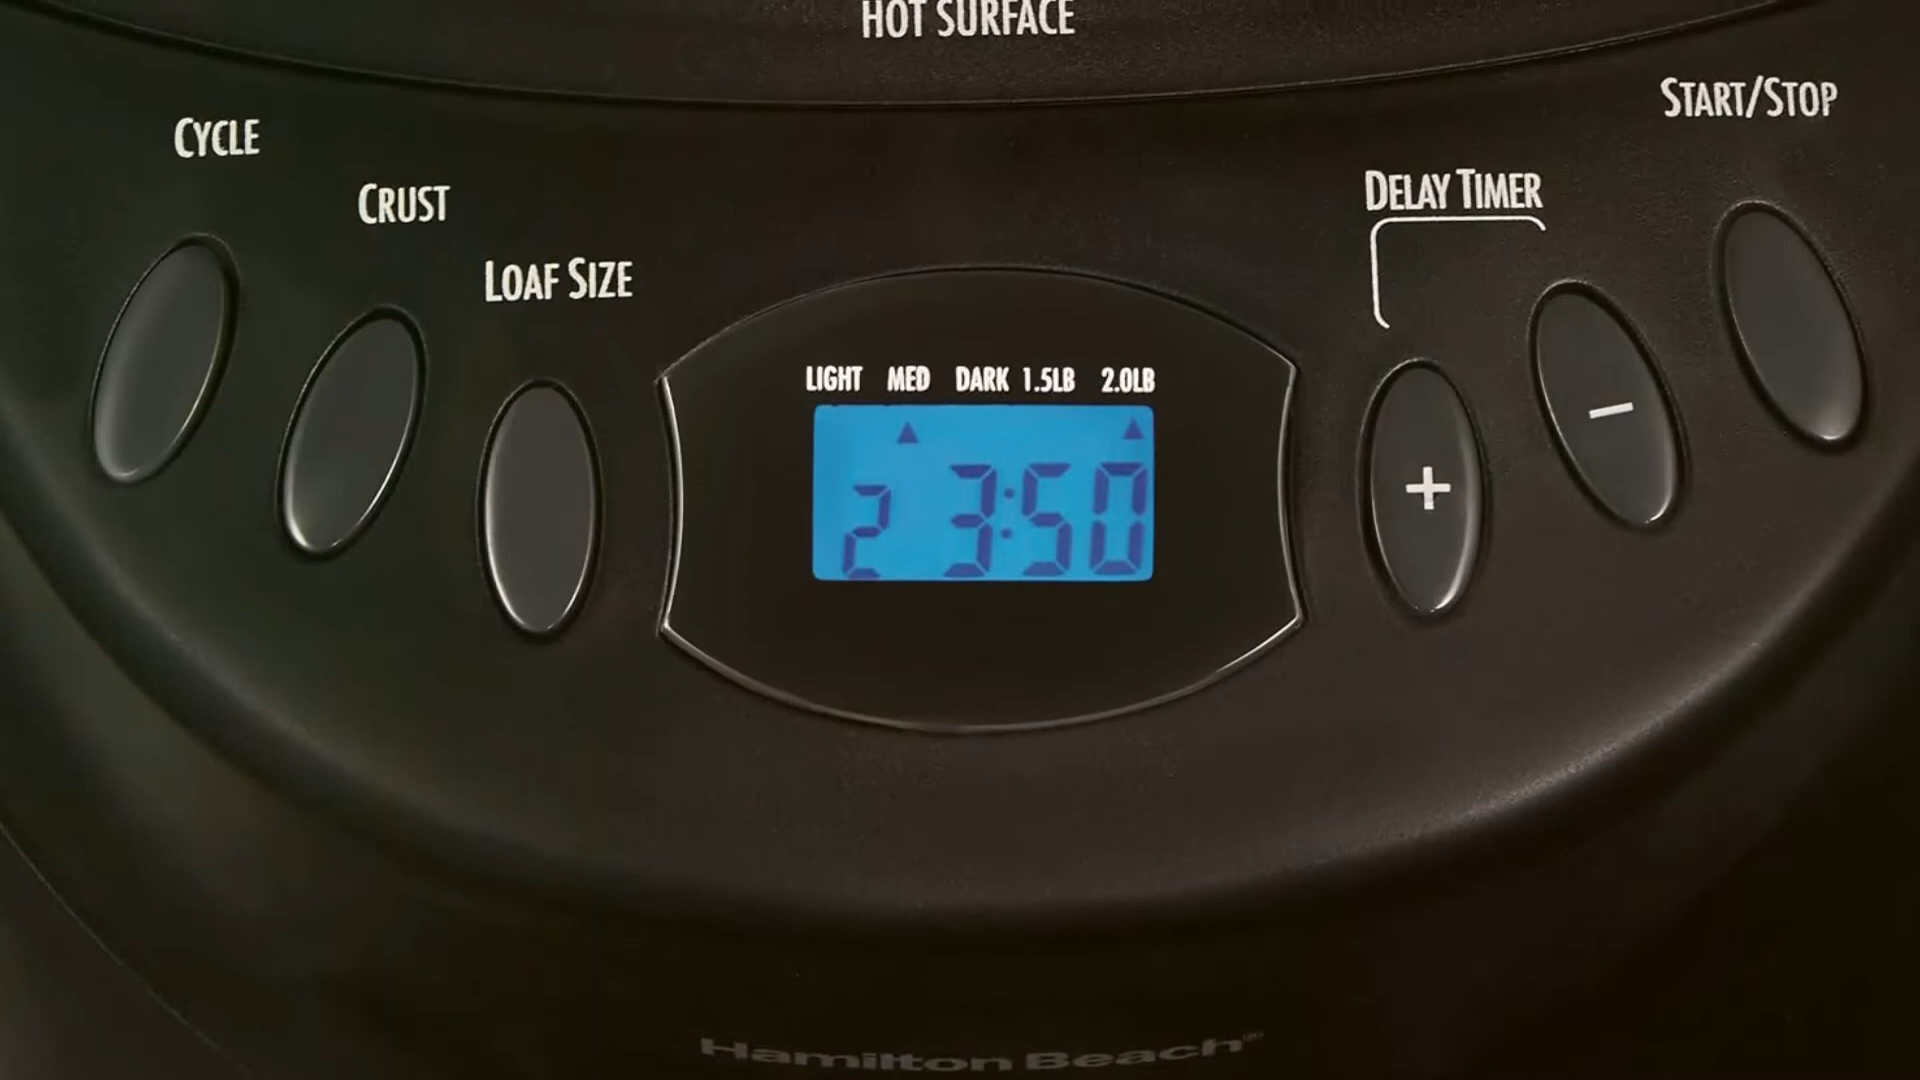 HOT SURFACE
CYCLE
CRUST
LOAF SIZE
DELAY TIMER
START/STOP
LIGHT MED DARK 1.5LB 2.0LB
2 3:50
+
−
Hamilton Beach